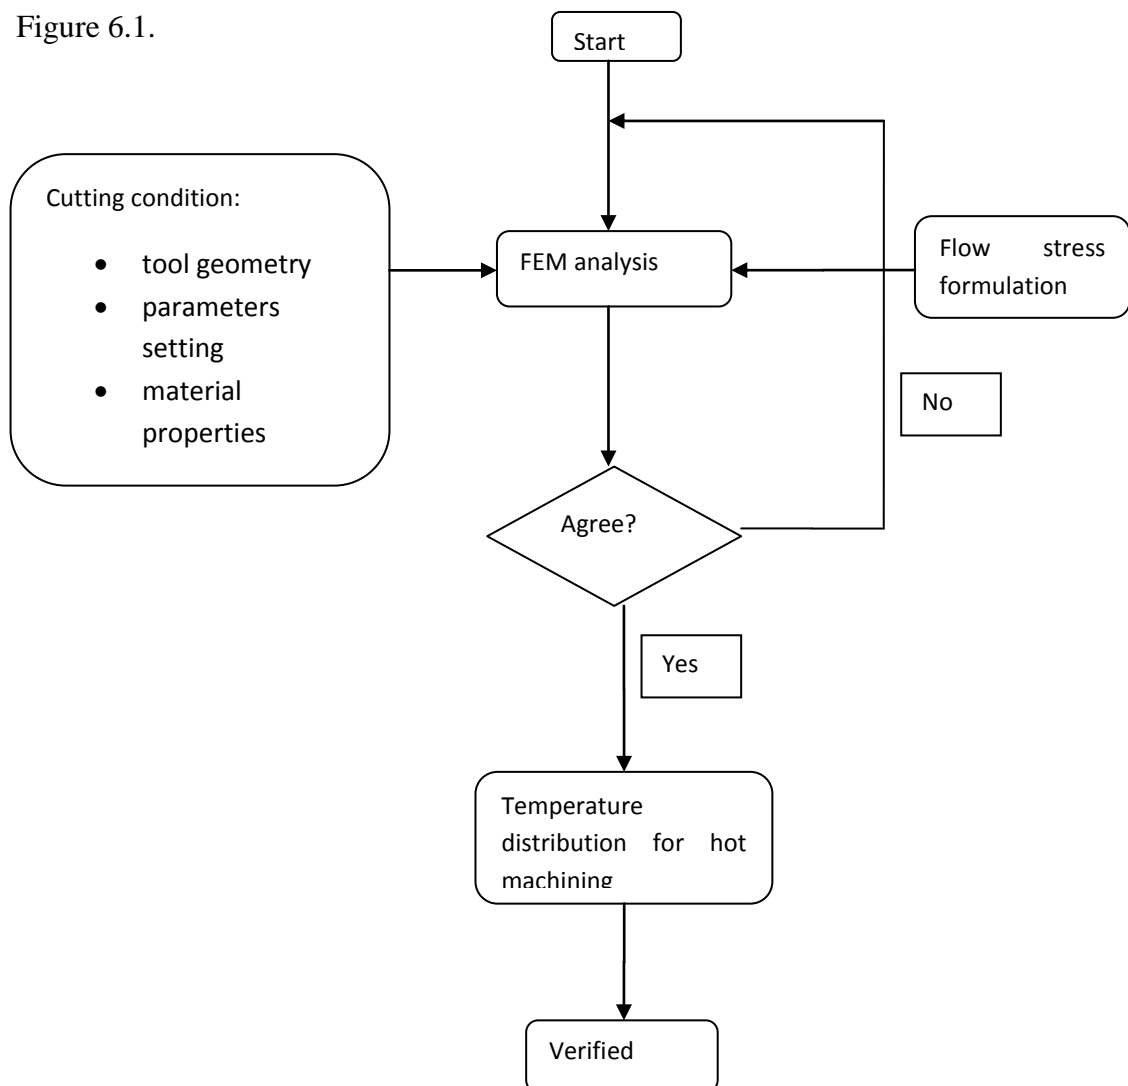 Figure 6.1.
Start
Cutting condition:
• tool geometry
• parameters
setting
• material
properties
FEM analysis
Flow stress
formulation
No
Agree?
Yes
Temperature
distribution for hot
machining
Verified